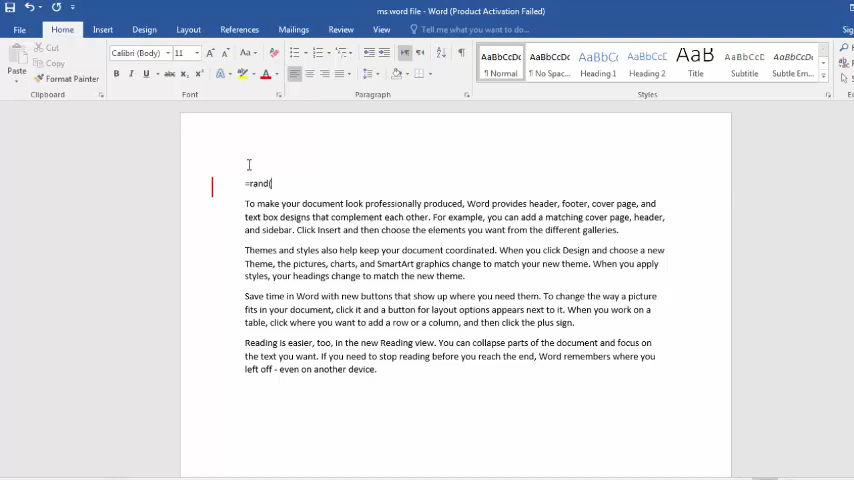 ms word file - Word (Product Activation Failed)
File Home Insert Design Layout References Mailings Review View Tell me what you want to do...
Cut
Copy
Format Painter
Paste
Calibri (Body) 11
B I U abc x₂ x² A
AaBbCcDc AaBbCcDc AaBbCc AaBbCcC AaB AaBbCcD AaBbCcDc
¶ Normal ¶ No Spac... Heading 1 Heading 2 Title Subtitle Subtle Em...
Clipboard Font Paragraph Styles
=rand(
To make your document look professionally produced, Word provides header, footer, cover page, and
text box designs that complement each other. For example, you can add a matching cover page, header,
and sidebar. Click Insert and then choose the elements you want from the different galleries.
Themes and styles also help keep your document coordinated. When you click Design and choose a new
Theme, the pictures, charts, and SmartArt graphics change to match your new theme. When you apply
styles, your headings change to match the new theme.
Save time in Word with new buttons that show up where you need them. To change the way a picture
fits in your document, click it and a button for layout options appears next to it. When you work on a
table, click where you want to add a row or a column, and then click the plus sign.
Reading is easier, too, in the new Reading view. You can collapse parts of the document and focus on
the text you want. If you need to stop reading before you reach the end, Word remembers where you
left off - even on another device.